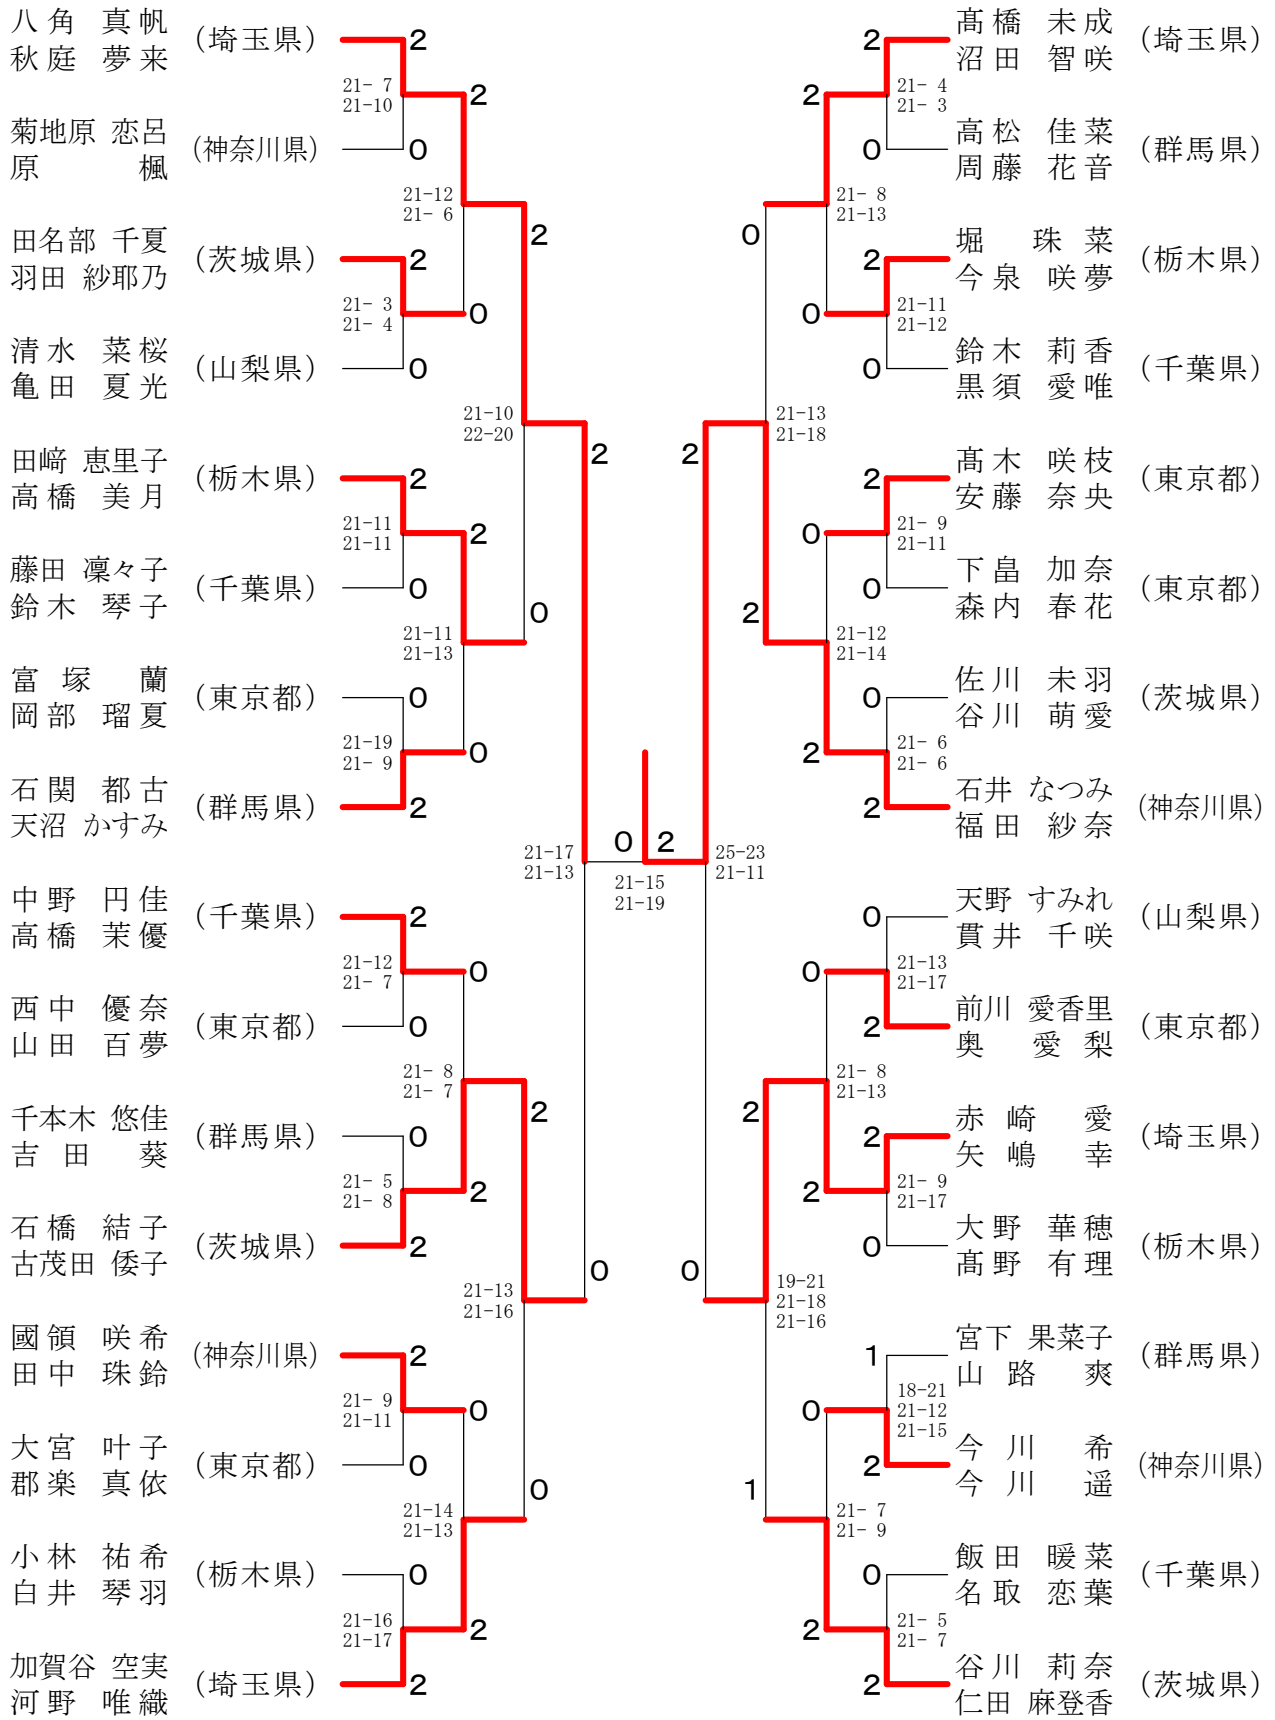 八角 真帆
秋庭 夢来
(埼玉県)
2
21- 7
21-10
2
菊地原 恋呂
原 楓
(神奈川県)
0
21-12
21- 6
2
田名部 千夏
羽田 紗耶乃
(茨城県)
2
21- 3
21- 4
0
清水 菜桜
亀田 夏光
(山梨県)
0
21-10
22-20
2
田﨑 恵里子
高橋 美月
(栃木県)
2
21-11
21-11
2
藤田 凜々子
鈴木 琴子
(千葉県)
0
21-11
21-13
0
富塚 蘭
岡部 瑠夏
(東京都)
0
21-19
21- 9
0
石関 都古
天沼 かすみ
(群馬県)
2
21-17
21-13
0
2
21-15
21-19
中野 円佳
高橋 茉優
(千葉県)
2
21-12
21- 7
0
西中 優奈
山田 百夢
(東京都)
0
21- 8
21- 7
2
千本木 悠佳
吉田 葵
(群馬県)
0
21- 5
21- 8
2
石橋 結子
古茂田 倭子
(茨城県)
2
21-13
21-16
0
國領 咲希
田中 珠鈴
(神奈川県)
2
21- 9
21-11
0
大宮 叶子
郡楽 真依
(東京都)
0
21-14
21-13
0
小林 祐希
白井 琴羽
(栃木県)
0
21-16
21-17
2
加賀谷 空実
河野 唯織
(埼玉県)
2
髙橋 未成
沼田 智咲
(埼玉県)
2
21- 4
21- 3
2
高松 佳菜
周藤 花音
(群馬県)
0
21- 8
21-13
0
堀 珠菜
今泉 咲夢
(栃木県)
2
21-11
21-12
0
鈴木 莉香
黒須 愛唯
(千葉県)
0
21-13
21-18
2
髙木 咲枝
安藤 奈央
(東京都)
2
21- 9
21-11
0
下畠 加奈
森内 春花
(東京都)
0
21-12
21-14
2
佐川 未羽
谷川 萌愛
(茨城県)
0
21- 6
21- 6
2
石井 なつみ
福田 紗奈
(神奈川県)
2
25-23
21-11
天野 すみれ
貫井 千咲
(山梨県)
0
21-13
21-17
0
前川 愛香里
奥 愛梨
(東京都)
2
21- 8
21-13
2
赤崎 愛
矢嶋 幸
(埼玉県)
2
21- 9
21-17
2
大野 華穂
髙野 有理
(栃木県)
0
19-21
21-18
21-16
0
宮下 果菜子
山路 爽
(群馬県)
1
18-21
21-12
21-15
0
今川 希
今川 遥
(神奈川県)
2
21- 7
21- 9
1
飯田 暖菜
名取 恋葉
(千葉県)
0
21- 5
21- 7
2
谷川 莉奈
仁田 麻登香
(茨城県)
2